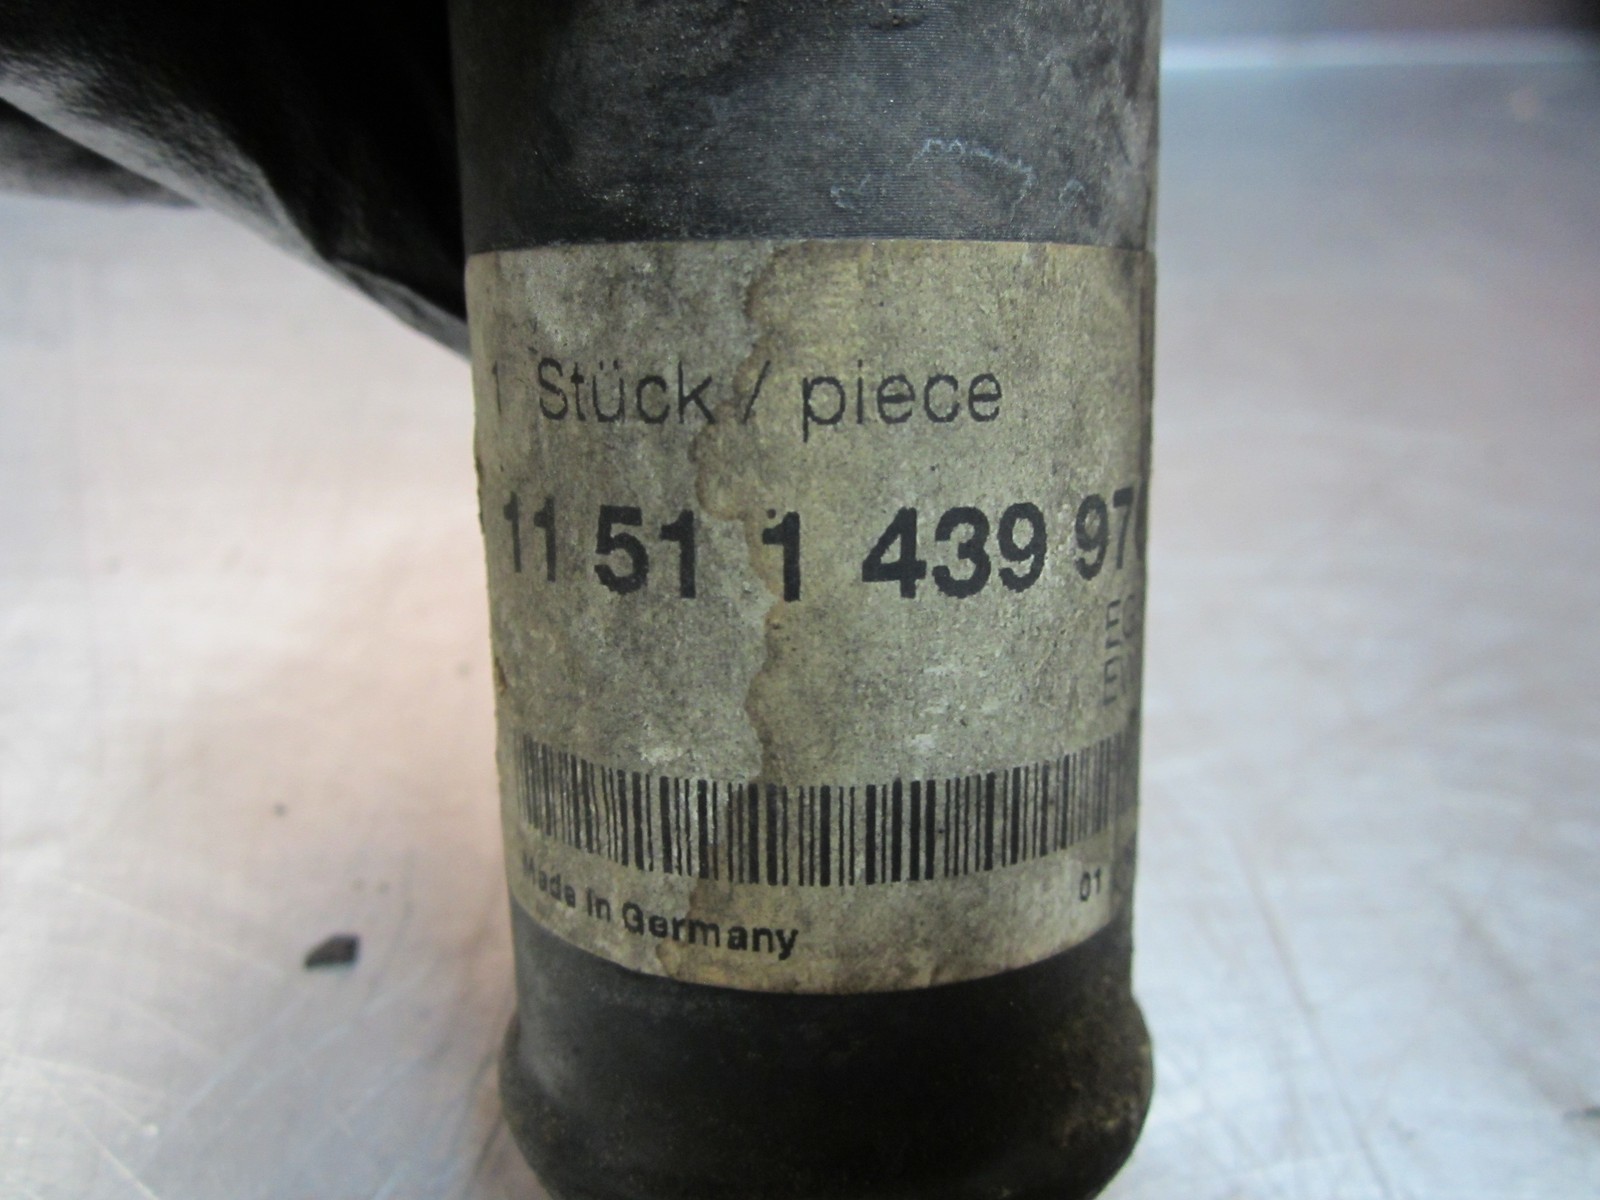 1 Stück / piece
11 51 1 439 97
Made in Germany
01